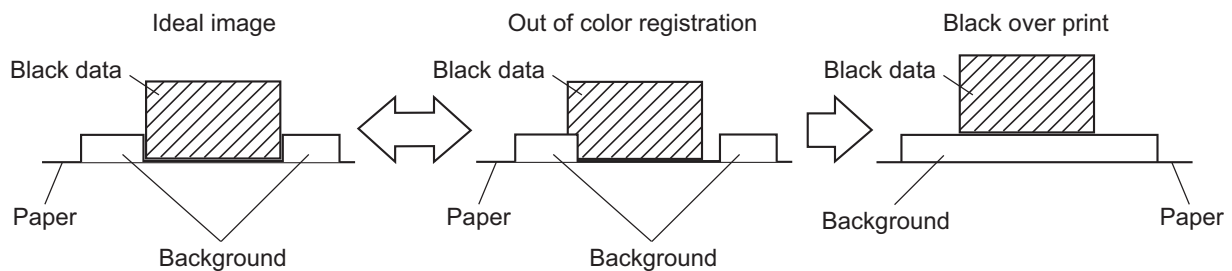 Ideal image
Out of color registration
Black over print
Black data
Black data
Black data
Paper
Background
Paper
Background
Background
Paper